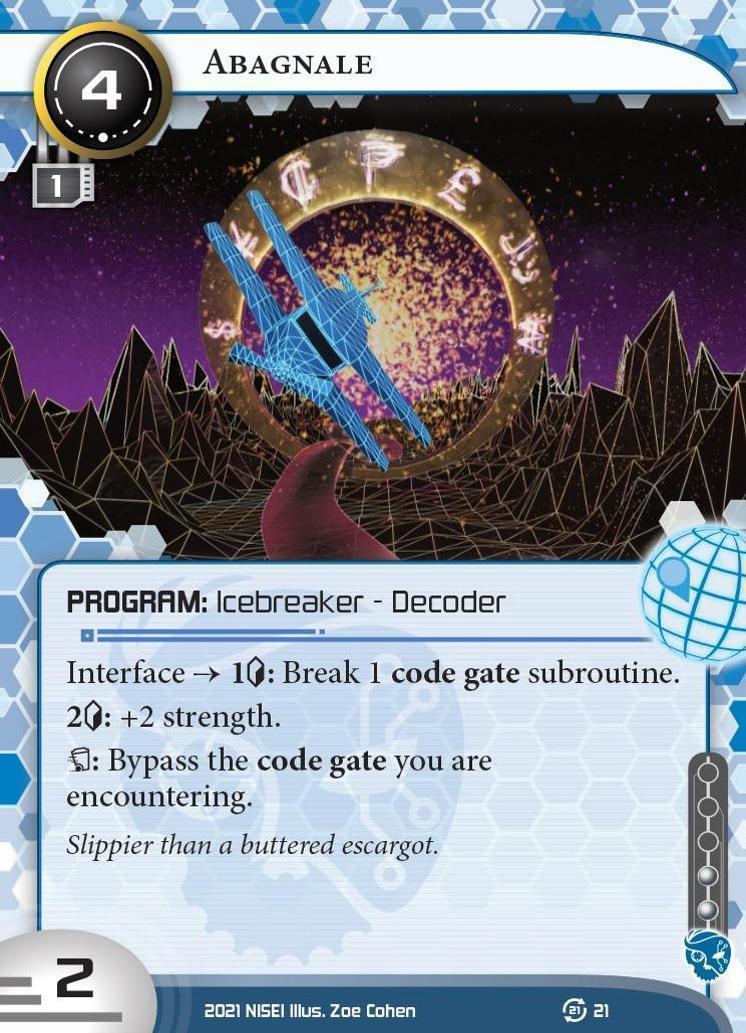 ABAGNALE
4
1
PROGRAM: Icebreaker - Decoder
Interface → 1: Break 1 code gate subroutine.
2: +2 strength.
: Bypass the code gate you are
encountering.
Slippier than a buttered escargot.
2
2021 NISEI Illus. Zoe Cohen
21 21